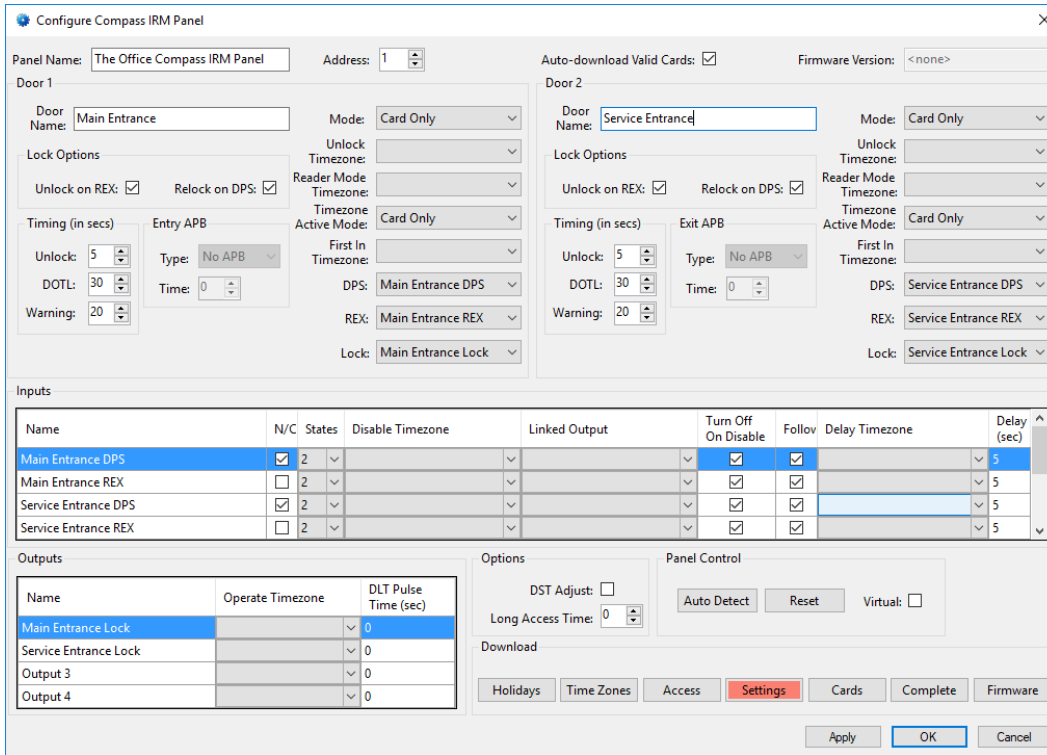 Configure Compass IRM Panel
Panel Name: The Office Compass IRM Panel Address: 1 Auto-download Valid Cards: Firmware Version: <none>
Door 1
Door Name: Main Entrance
Mode: Card Only
Unlock Timezone:
Lock Options
Unlock on REX: Relock on DPS:
Reader Mode Timezone:
Timezone Active Mode: Card Only
Timing (in secs)
Unlock: 5
DOTL: 30
Warning: 20
Entry APB
Type: No APB
Time: 0
First In Timezone:
DPS: Main Entrance DPS
REX: Main Entrance REX
Lock: Main Entrance Lock
Door 2
Door Name: Service Entrance
Mode: Card Only
Unlock Timezone:
Lock Options
Unlock on REX: Relock on DPS:
Reader Mode Timezone:
Timezone Active Mode: Card Only
Timing (in secs)
Unlock: 5
DOTL: 30
Warning: 20
Exit APB
Type: No APB
Time: 0
First In Timezone:
DPS: Service Entrance DPS
REX: Service Entrance REX
Lock: Service Entrance Lock
Inputs
Name N/C States Disable Timezone Linked Output Turn Off On Disable Follov Delay Timezone Delay (sec)
Main Entrance DPS 2 5
Main Entrance REX 2 5
Service Entrance DPS 2 5
Service Entrance REX 2 5
Outputs
Name Operate Timezone DLT Pulse Time (sec)
Main Entrance Lock 0
Service Entrance Lock 0
Output 3 0
Output 4 0
Options
DST Adjust:
Long Access Time: 0
Panel Control
Auto Detect Reset Virtual:
Download
Holidays Time Zones Access Settings Cards Complete Firmware
Apply OK Cancel